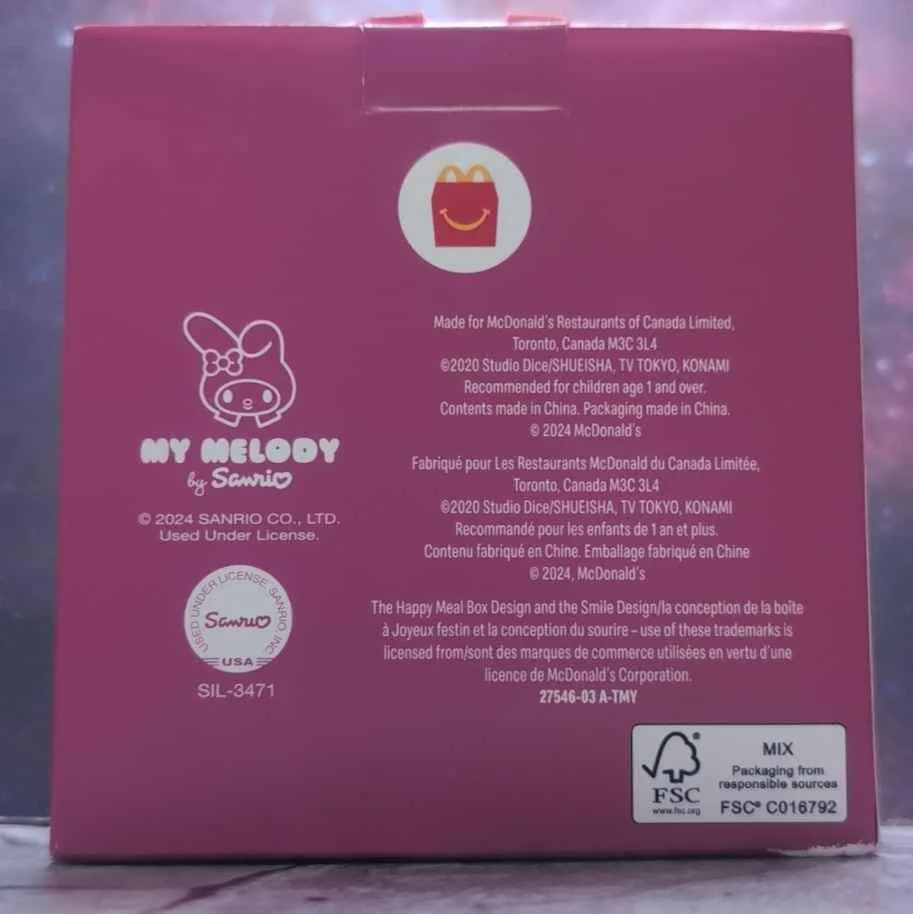 MY MELODY
by Sanrio
© 2024 SANRIO CO., LTD.
Used Under License.
USED UNDER LICENSE SANRIO, INC.
Sanrio
USA
SIL-3471
Made for McDonald's Restaurants of Canada Limited,
Toronto, Canada M3C 3L4
©2020 Studio Dice/SHUEISHA, TV TOKYO, KONAMI
Recommended for children age 1 and over.
Contents made in China. Packaging made in China.
© 2024 McDonald's
Fabriqué pour Les Restaurants McDonald du Canada Limitée,
Toronto, Canada M3C 3L4
©2020 Studio Dice/SHUEISHA, TV TOKYO, KONAMI
Recommandé pour les enfants de 1 an et plus.
Contenu fabriqué en Chine. Emballage fabriqué en Chine
© 2024, McDonald's
The Happy Meal Box Design and the Smile Design/la conception de la boîte
à Joyeux festin et la conception du sourire – use of these trademarks is
licensed from/sont des marques de commerce utilisées en vertu d'une
licence de McDonald's Corporation.
27546-03 A-TMY
FSC
www.fsc.org
MIX
Packaging from
responsible sources
FSC® C016792